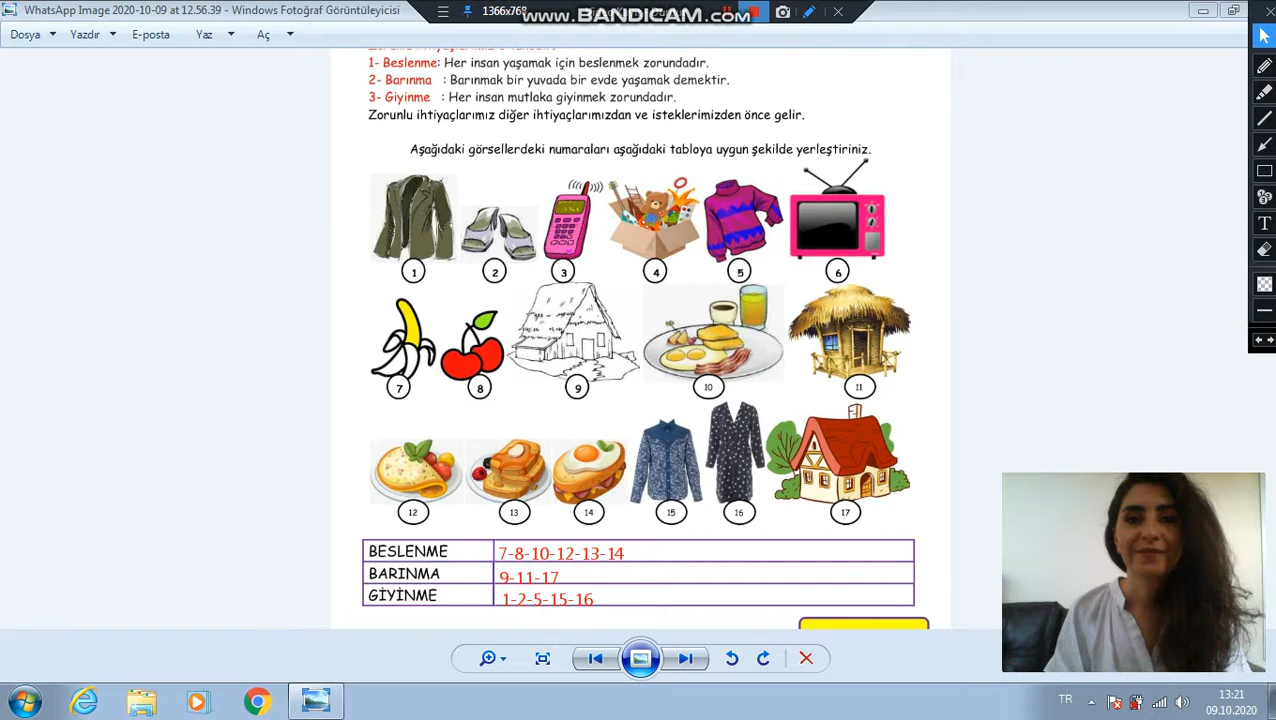 WhatsApp Image 2020-10-09 at 12.56.39 - Windows Fotoğraf Görüntüleyicisi
1366x768
www.BANDICAM.com
Dosya Yazdır E-posta Yaz Aç
1- Beslenme: Her insan yaşamak için beslenmek zorundadır.
2- Barınma : Barınmak bir yuvada bir evde yaşamak demektir.
3- Giyinme : Her insan mutlaka giyinmek zorundadır.
Zorunlu ihtiyaçlarımız diğer ihtiyaçlarımızdan ve isteklerimizden önce gelir.
Aşağıdaki görsellerdeki numaraları aşağıdaki tabloya uygun şekilde yerleştiriniz.
1 2 3 4 5 6
7 8 9 10 11
12 13 14 15 16 17
BESLENME 7-8-10-12-13-14
BARINMA 9-11-17
GİYİNME 1-2-5-15-16
TR
13:21
09.10.2020